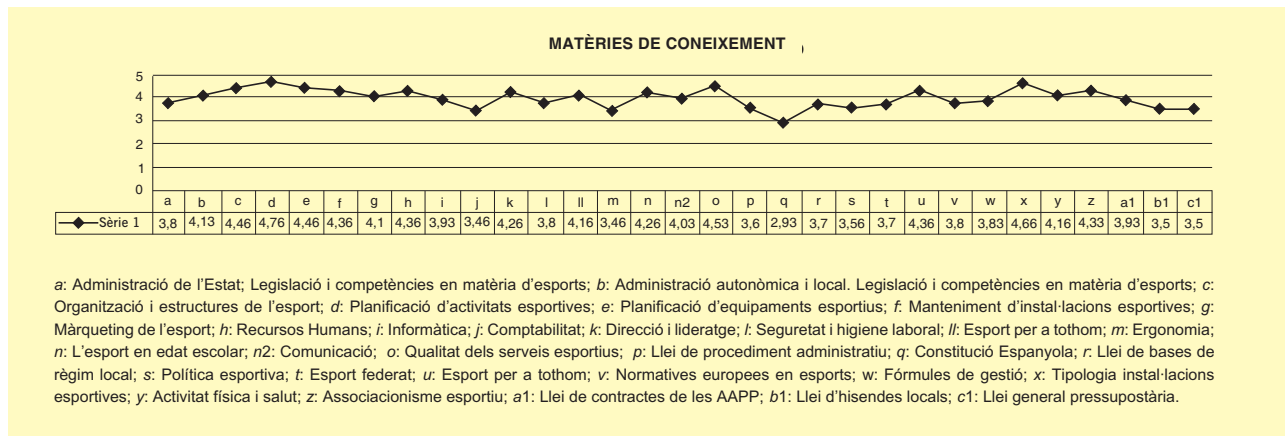 MATÈRIES DE CONEIXEMENT
5
4
3
2
1
0
a b c d e f g h i j k l ll m n n2 o p q r s t u v w x y z a1 b1 c1
Sèrie 1 3,8 4,13 4,46 4,76 4,46 4,36 4,1 4,36 3,93 3,46 4,26 3,8 4,16 3,46 4,26 4,03 4,53 3,6 2,93 3,7 3,56 3,7 4,36 3,8 3,83 4,66 4,16 4,33 3,93 3,5 3,5
a: Administració de l'Estat; Legislació i competències en matèria d'esports; b: Administració autonòmica i local. Legislació i competències en matèria d'esports; c:
Organització i estructures de l'esport; d: Planificació d'activitats esportives; e: Planificació d'equipaments esportius; f: Manteniment d'instal·lacions esportives; g:
Màrqueting de l'esport; h: Recursos Humans; i: Informàtica; j: Comptabilitat; k: Direcció i lideratge; l: Seguretat i higiene laboral; ll: Esport per a tothom; m: Ergonomia;
n: L'esport en edat escolar; n2: Comunicació; o: Qualitat dels serveis esportius; p: Llei de procediment administratiu; q: Constitució Espanyola; r: Llei de bases de
règim local; s: Política esportiva; t: Esport federat; u: Esport per a tothom; v: Normatives europees en esports; w: Fórmules de gestió; x: Tipologia instal·lacions
esportives; y: Activitat física i salut; z: Associacionisme esportiu; a1: Llei de contractes de les AAPP; b1: Llei d'hisendes locals; c1: Llei general pressupostària.